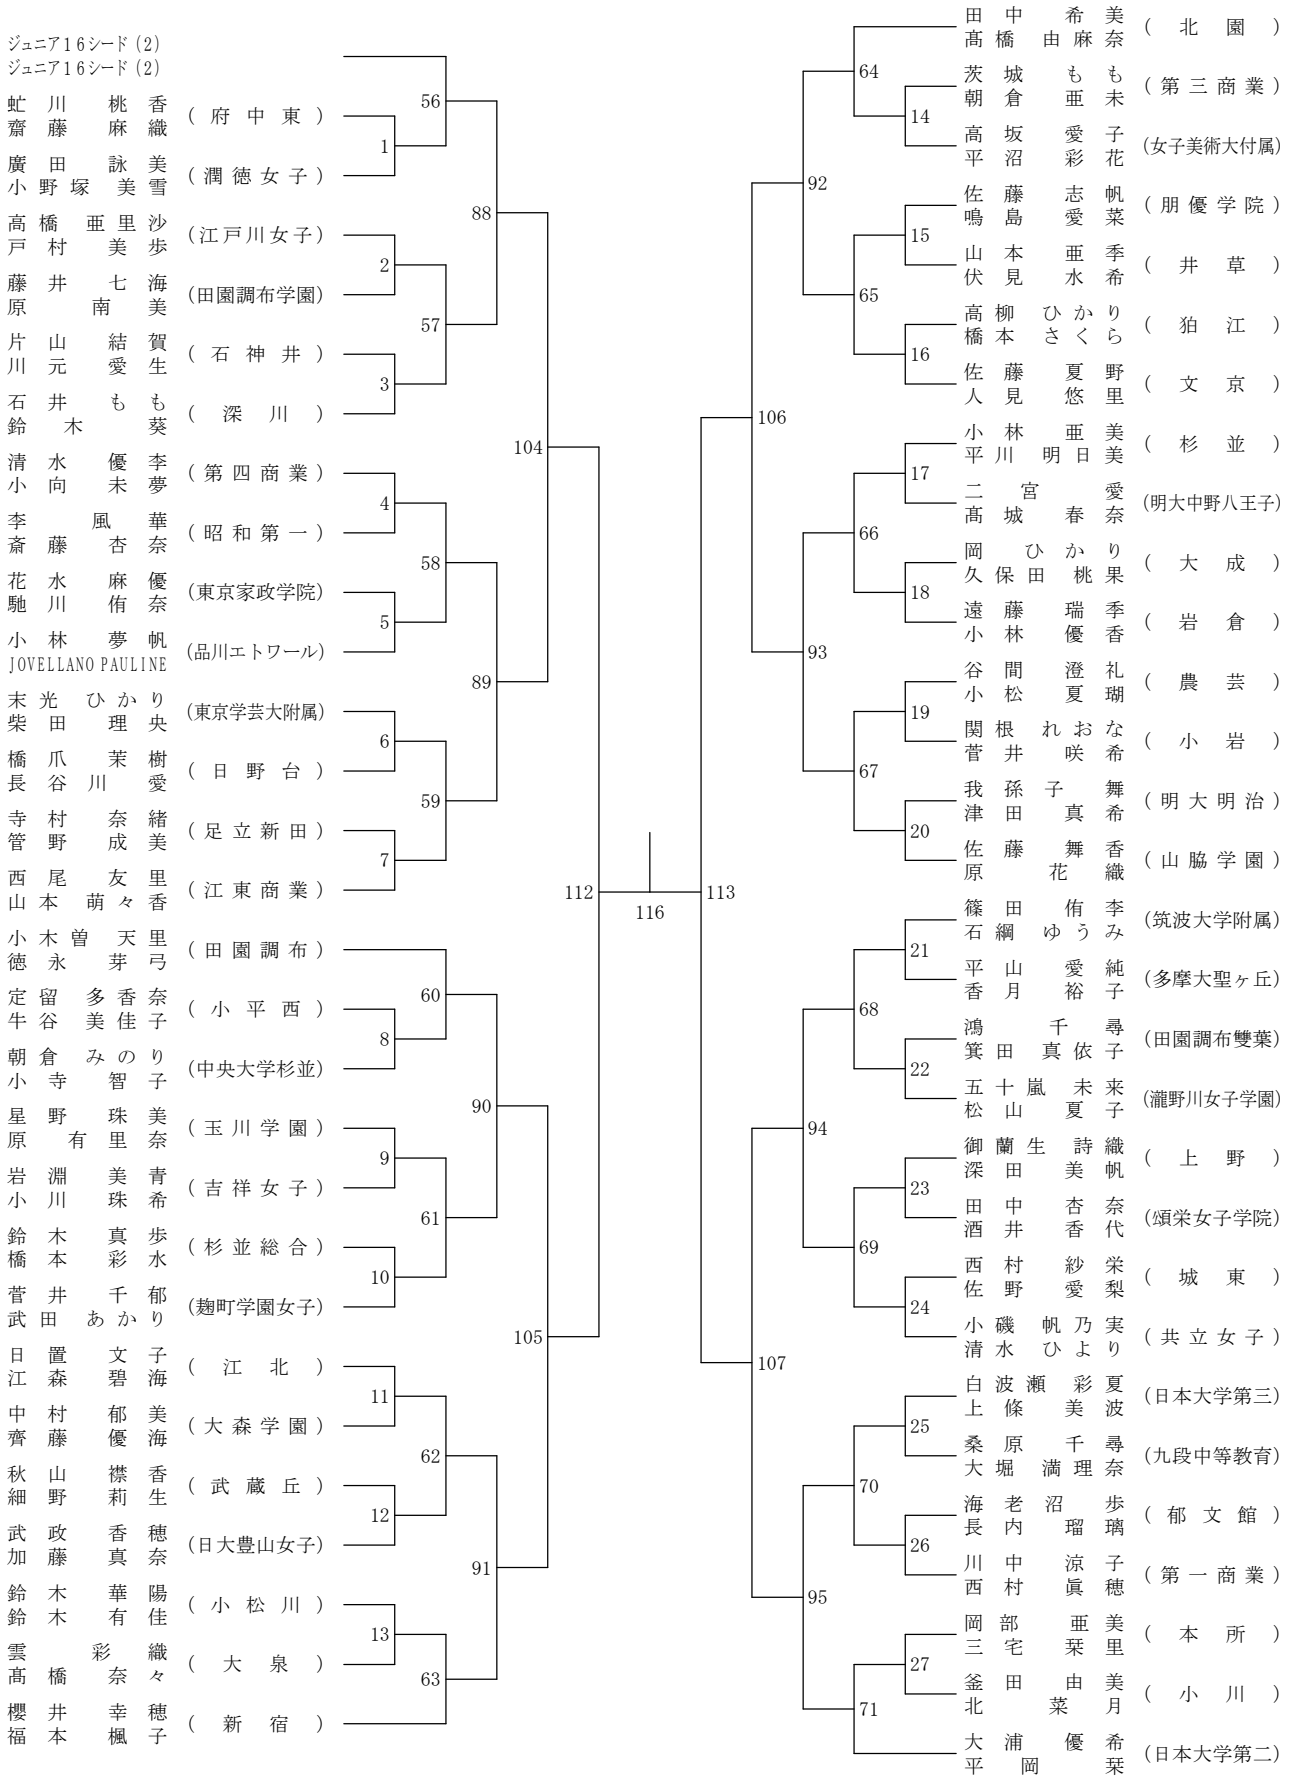 ジュニア16シード(2)
ジュニア16シード(2)
虻川 桃香
齋藤 麻織
(府中東)
廣田 詠美
小野塚 美雪
(潤徳女子)
高橋 亜里沙
戸村 美歩
(江戸川女子)
藤井 七海
原 南美
(田園調布学園)
片山 結賀
川元 愛生
(石神井)
石井 もも
鈴木 葵
(深川)
清水 優李
小向 未夢
(第四商業)
李 風華
斎藤 杏奈
(昭和第一)
花水 麻優
馳川 侑奈
(東京家政学院)
小林 夢帆
JOVELLANO PAULINE
(品川エトワール)
末光 ひかり
柴田 理央
(東京学芸大附属)
橋爪 茉樹
長谷川 愛
(日野台)
寺村 奈緒
管野 成美
(足立新田)
西尾 友里
山本 萌々香
(江東商業)
小木曽 天里
徳永 芽弓
(田園調布)
定留 多香奈
牛谷 美佳子
(小平西)
朝倉 みのり
小寺 智子
(中央大学杉並)
星野 珠美
原 有里奈
(玉川学園)
岩淵 美青
小川 珠希
(吉祥女子)
鈴木 真歩
橋本 彩水
(杉並総合)
菅井 千郁
武田 あかり
(麹町学園女子)
日置 文子
江森 碧海
(江北)
中村 郁美
齊藤 優海
(大森学園)
秋山 襟香
細野 莉生
(武蔵丘)
武政 香穂
加藤 真奈
(日大豊山女子)
鈴木 華陽
鈴木 有佳
(小松川)
雲 彩織
髙橋 奈々
(大泉)
櫻井 幸穂
福本 楓子
(新宿)
1
2
3
4
5
6
7
8
9
10
11
12
13
56
57
58
59
60
61
62
63
88
89
90
91
104
105
112
116
113
106
107
92
93
94
95
64
65
66
67
68
69
70
71
14
15
16
17
18
19
20
21
22
23
24
25
26
27
田中 希美
髙橋 由麻奈
(北園)
茨城 もも
朝倉 亜未
(第三商業)
高坂 愛子
平沼 彩花
(女子美術大付属)
佐藤 志帆
鳴島 愛菜
(朋優学院)
山本 亜季
伏見 水希
(井草)
高柳 ひかり
橋本 さくら
(狛江)
佐藤 夏野
人見 悠里
(文京)
小林 亜美
平川 明日美
(杉並)
二宮 愛
髙城 春奈
(明大中野八王子)
岡 ひかり
久保田 桃果
(大成)
遠藤 瑞季
小林 優香
(岩倉)
谷間 澄礼
小松 夏瑚
(農芸)
関根 れおな
菅井 咲希
(小岩)
我孫子 舞
津田 真希
(明大明治)
佐藤 舞香
原 花織
(山脇学園)
篠田 侑李
石綱 ゆうみ
(筑波大学附属)
平山 愛純
香月 裕子
(多摩大聖ヶ丘)
鴻 千尋
箕田 真依子
(田園調布雙葉)
五十嵐 未来
松山 夏子
(瀧野川女子学園)
御蘭生 詩織
深田 美帆
(上野)
田中 杏奈
酒井 香代
(頌栄女子学院)
西村 紗栄
佐野 愛梨
(城東)
小磯 帆乃実
清水 ひより
(共立女子)
白波瀬 彩夏
上條 美波
(日本大学第三)
桑原 千尋
大堀 満理奈
(九段中等教育)
海老沼 歩
長内 瑠璃
(郁文館)
川中 涼子
西村 眞穂
(第一商業)
岡部 亜美
三宅 栞里
(本所)
釜田 由美
北 菜月
(小川)
大浦 優希
平岡 栞
(日本大学第二)